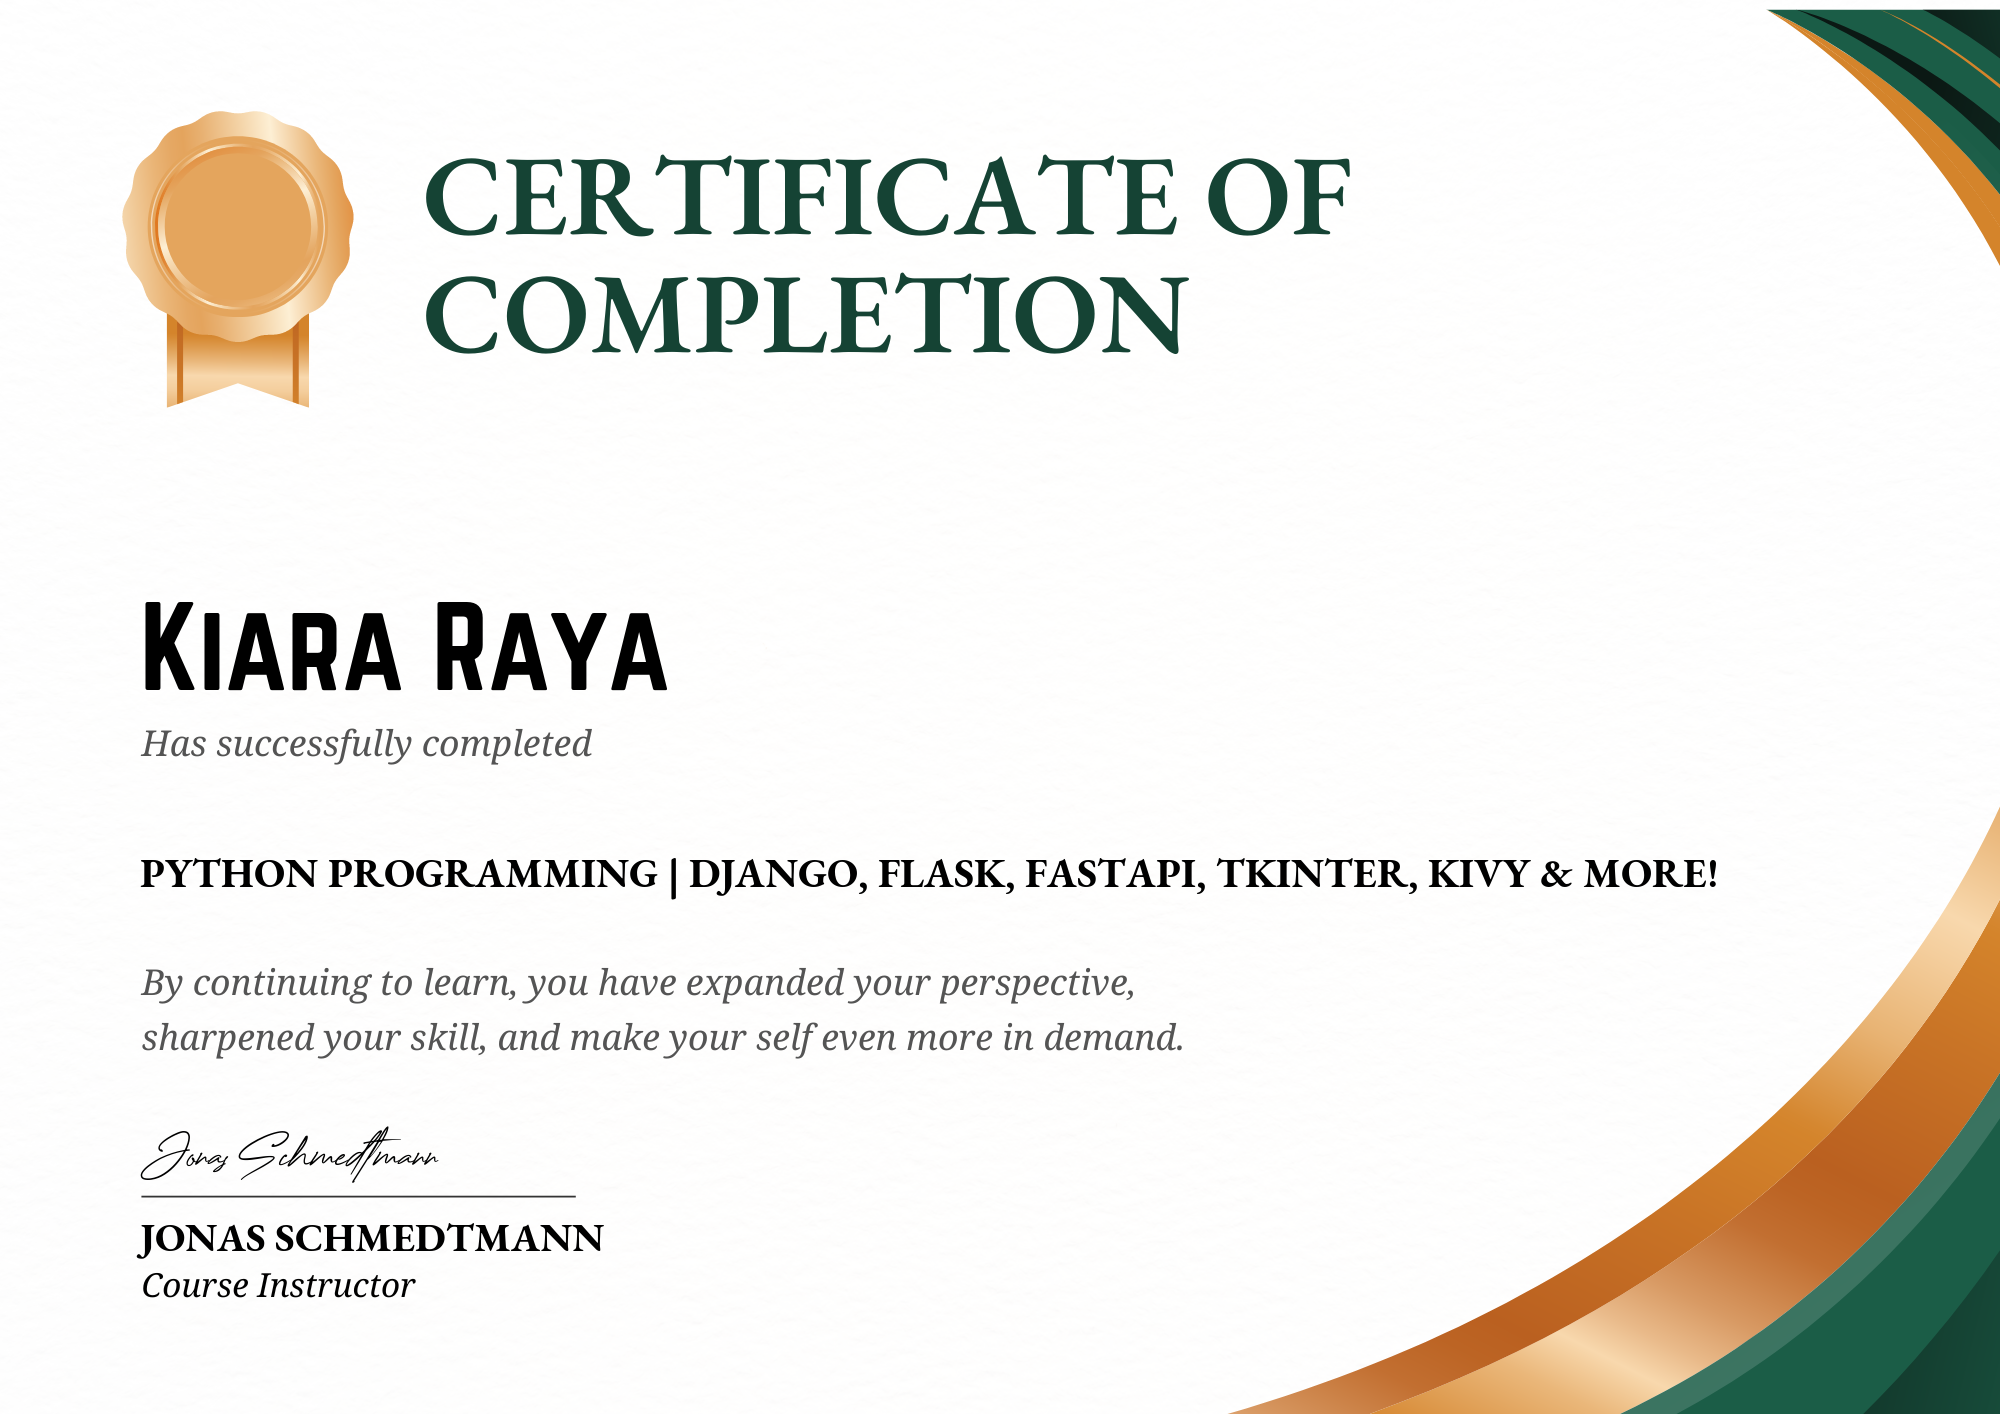 CERTIFICATE OF
COMPLETION
KIARA RAYA
Has successfully completed
PYTHON PROGRAMMING | DJANGO, FLASK, FASTAPI, TKINTER, KIVY & MORE!
By continuing to learn, you have expanded your perspective,
sharpened your skill, and make your self even more in demand.
Jonas Schmedtmann
JONAS SCHMEDTMANN
Course Instructor